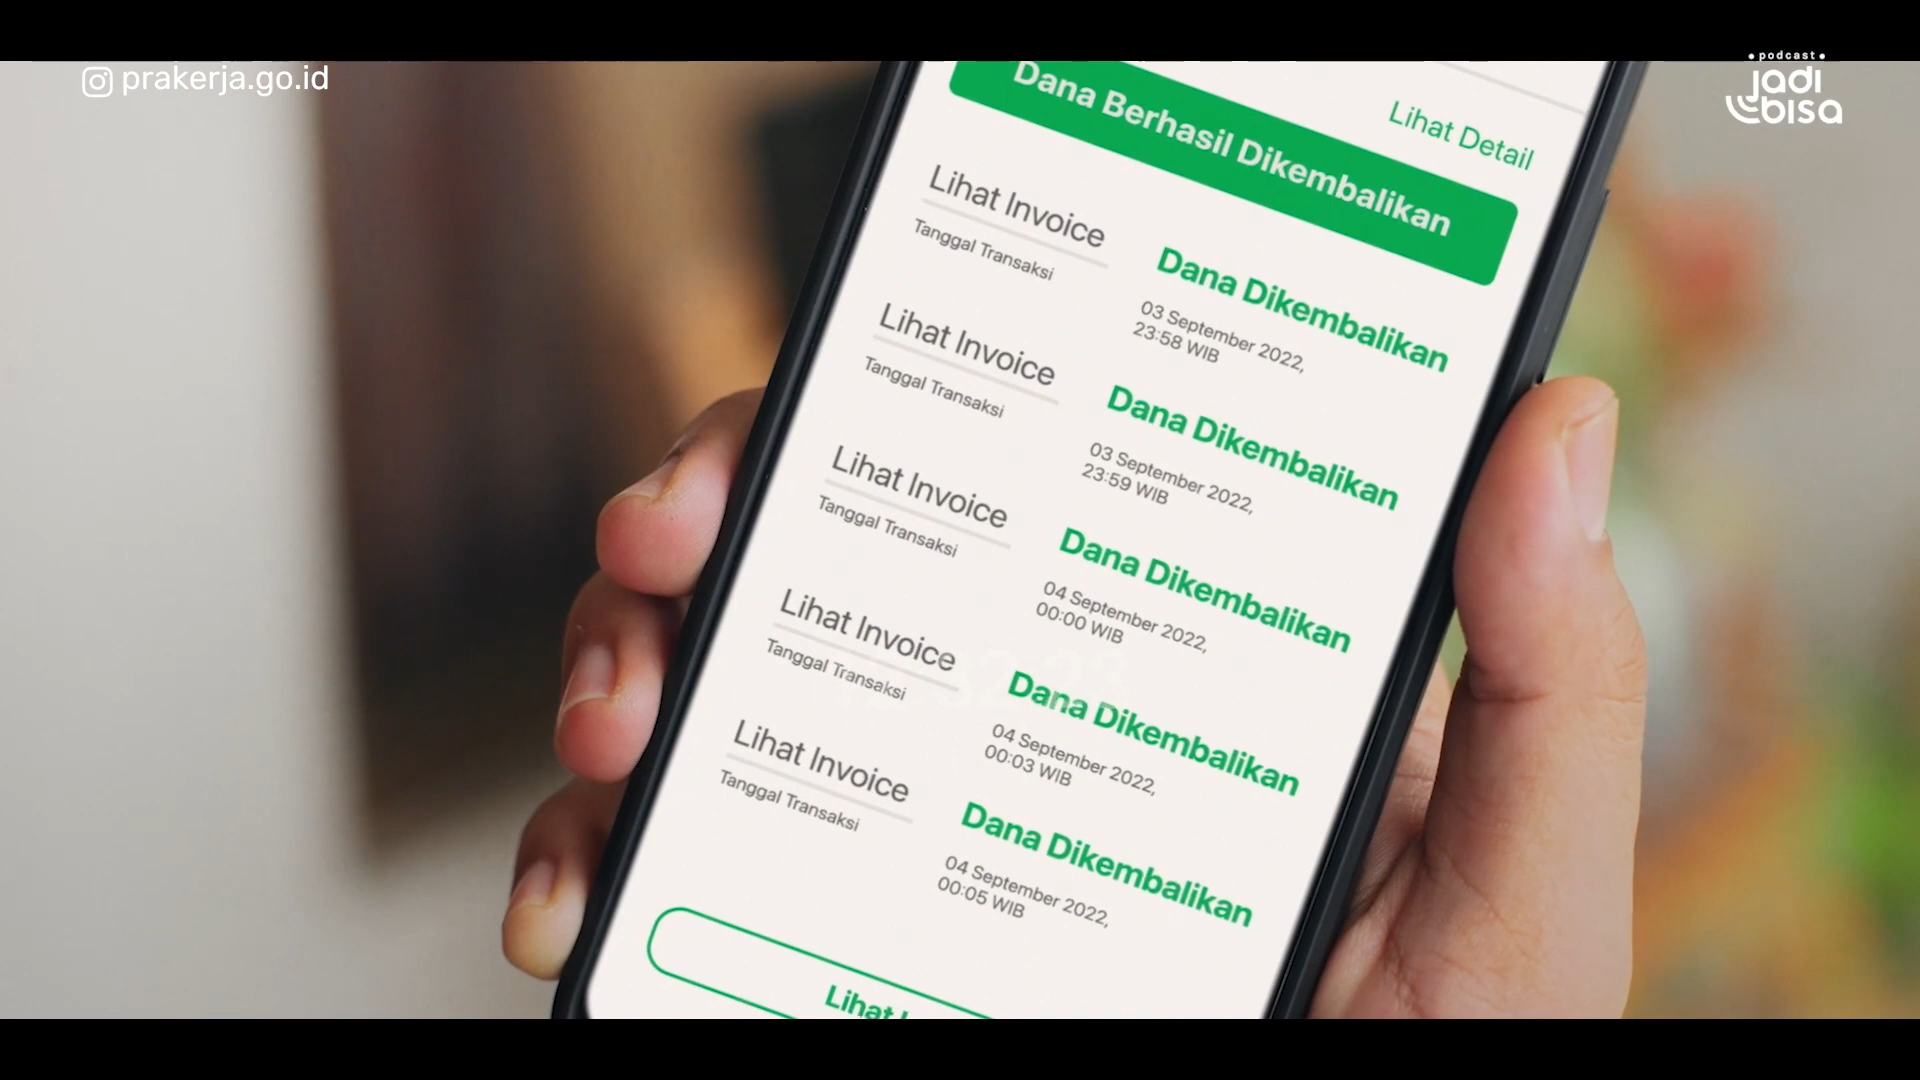 prakerja.go.id
podcast
jadi
bisa
Lihat Detail
Dana Berhasil Dikembalikan
Lihat Invoice
Dana Dikembalikan
Tanggal Transaksi
03 September 2022,
23:58 WIB
Lihat Invoice
Dana Dikembalikan
Tanggal Transaksi
03 September 2022,
23:59 WIB
Lihat Invoice
Dana Dikembalikan
Tanggal Transaksi
04 September 2022,
00:00 WIB
Lihat Invoice
Dana Dikembalikan
Tanggal Transaksi
04 September 2022,
00:03 WIB
Lihat Invoice
Dana Dikembalikan
Tanggal Transaksi
04 September 2022,
00:05 WIB
Lihat